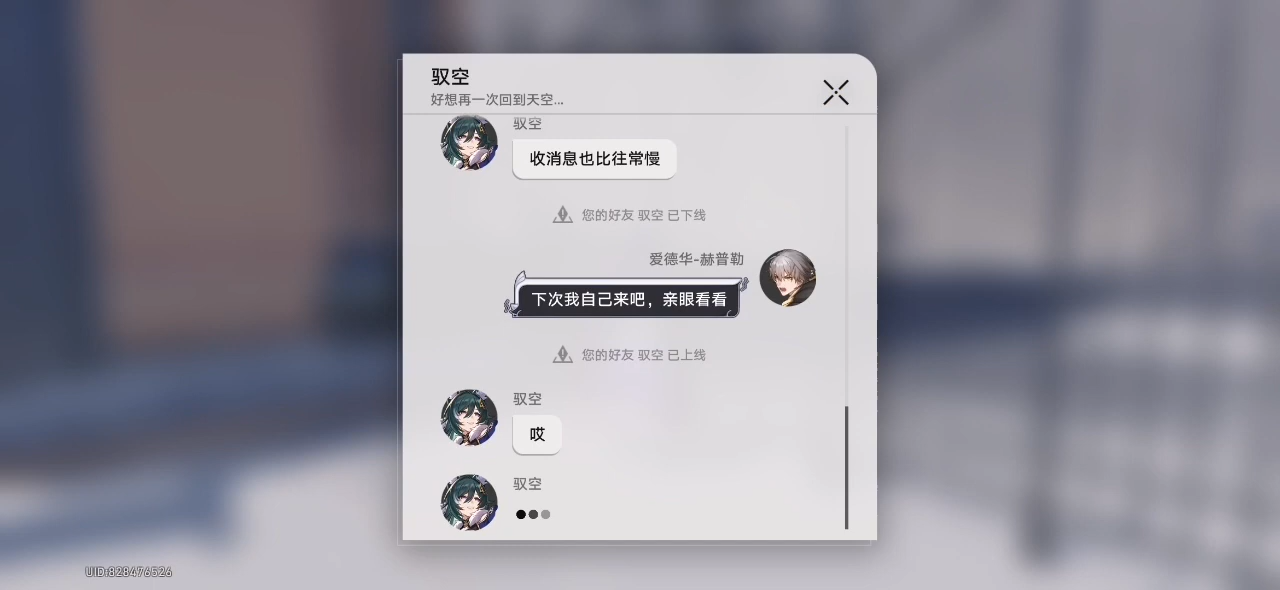 驭空
好想再一次回到天空...
驭空
收消息也比往常慢
您的好友 驭空 已下线
爱德华-赫普勒
下次我自己来吧，亲眼看看
您的好友 驭空 已上线
驭空
哎
驭空
UID:828476526